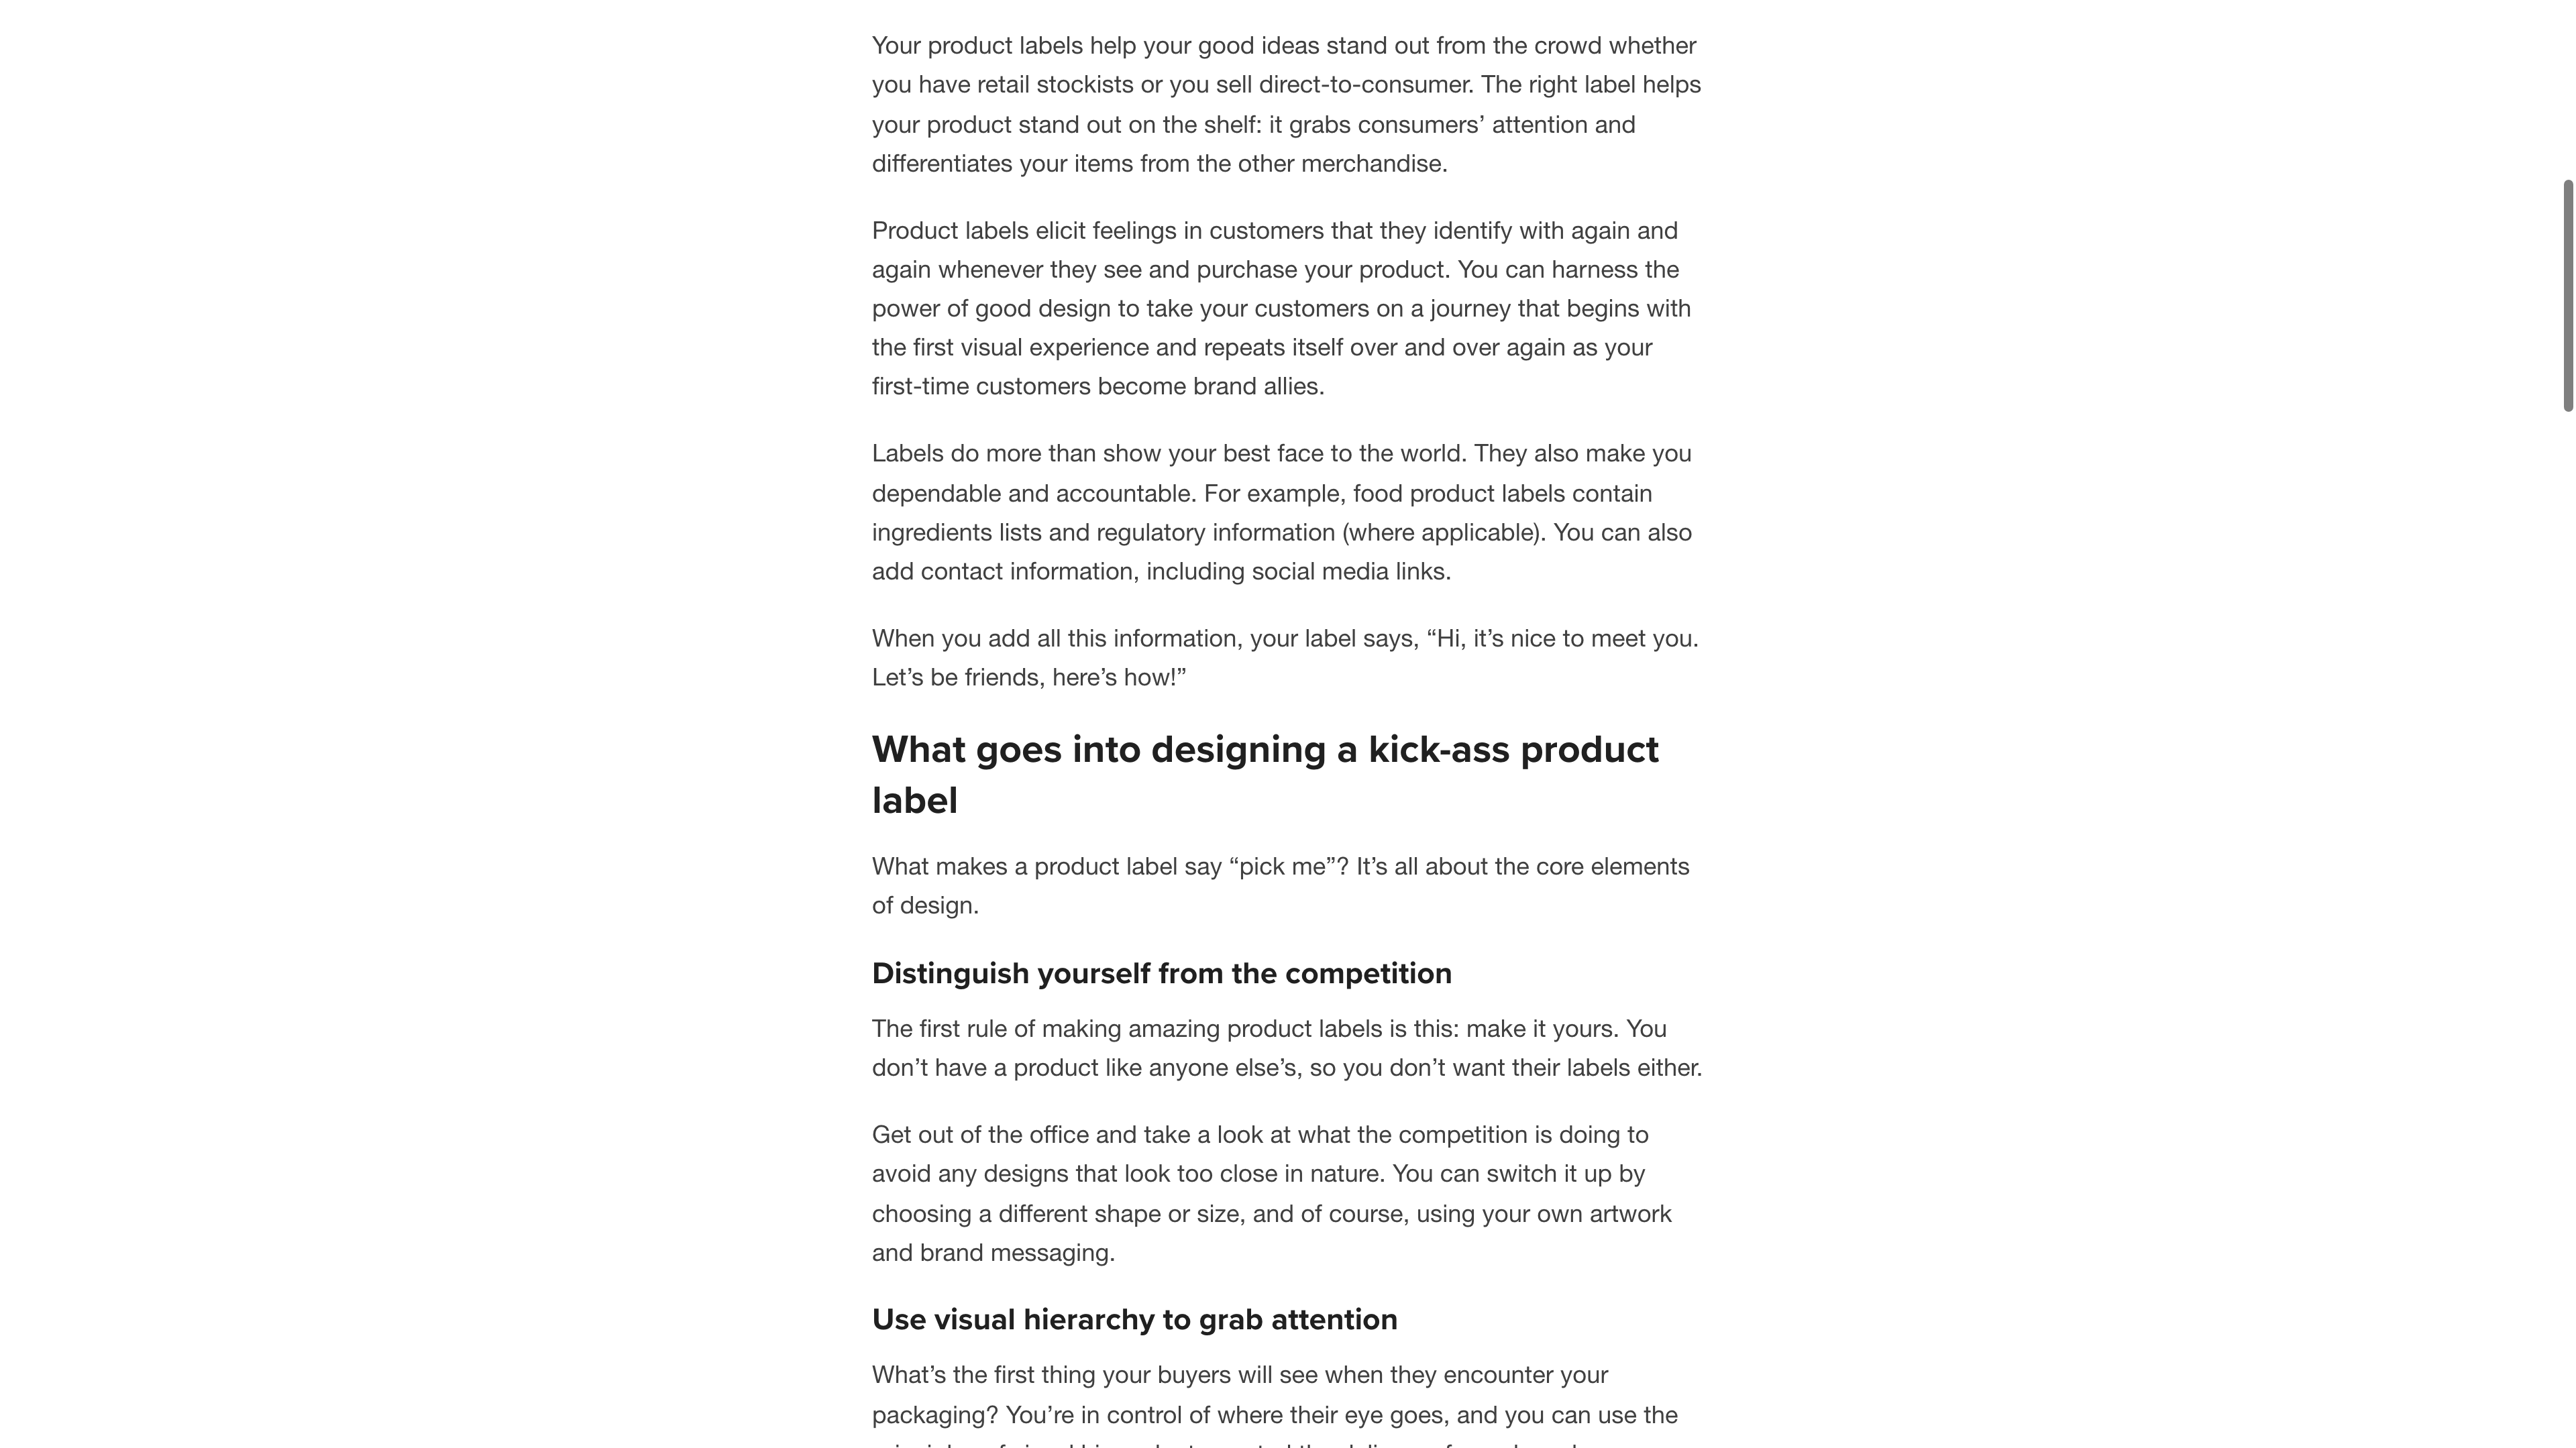 Your product labels help your good ideas stand out from the crowd whether
you have retail stockists or you sell direct-to-consumer. The right label helps
your product stand out on the shelf: it grabs consumers’ attention and
differentiates your items from the other merchandise.
Product labels elicit feelings in customers that they identify with again and
again whenever they see and purchase your product. You can harness the
power of good design to take your customers on a journey that begins with
the first visual experience and repeats itself over and over again as your
first-time customers become brand allies.
Labels do more than show your best face to the world. They also make you
dependable and accountable. For example, food product labels contain
ingredients lists and regulatory information (where applicable). You can also
add contact information, including social media links.
When you add all this information, your label says, “Hi, it’s nice to meet you.
Let’s be friends, here’s how!”
What goes into designing a kick-ass product
label
What makes a product label say “pick me”? It’s all about the core elements
of design.
Distinguish yourself from the competition
The first rule of making amazing product labels is this: make it yours. You
don’t have a product like anyone else’s, so you don’t want their labels either.
Get out of the office and take a look at what the competition is doing to
avoid any designs that look too close in nature. You can switch it up by
choosing a different shape or size, and of course, using your own artwork
and brand messaging.
Use visual hierarchy to grab attention
What’s the first thing your buyers will see when they encounter your
packaging? You’re in control of where their eye goes, and you can use the